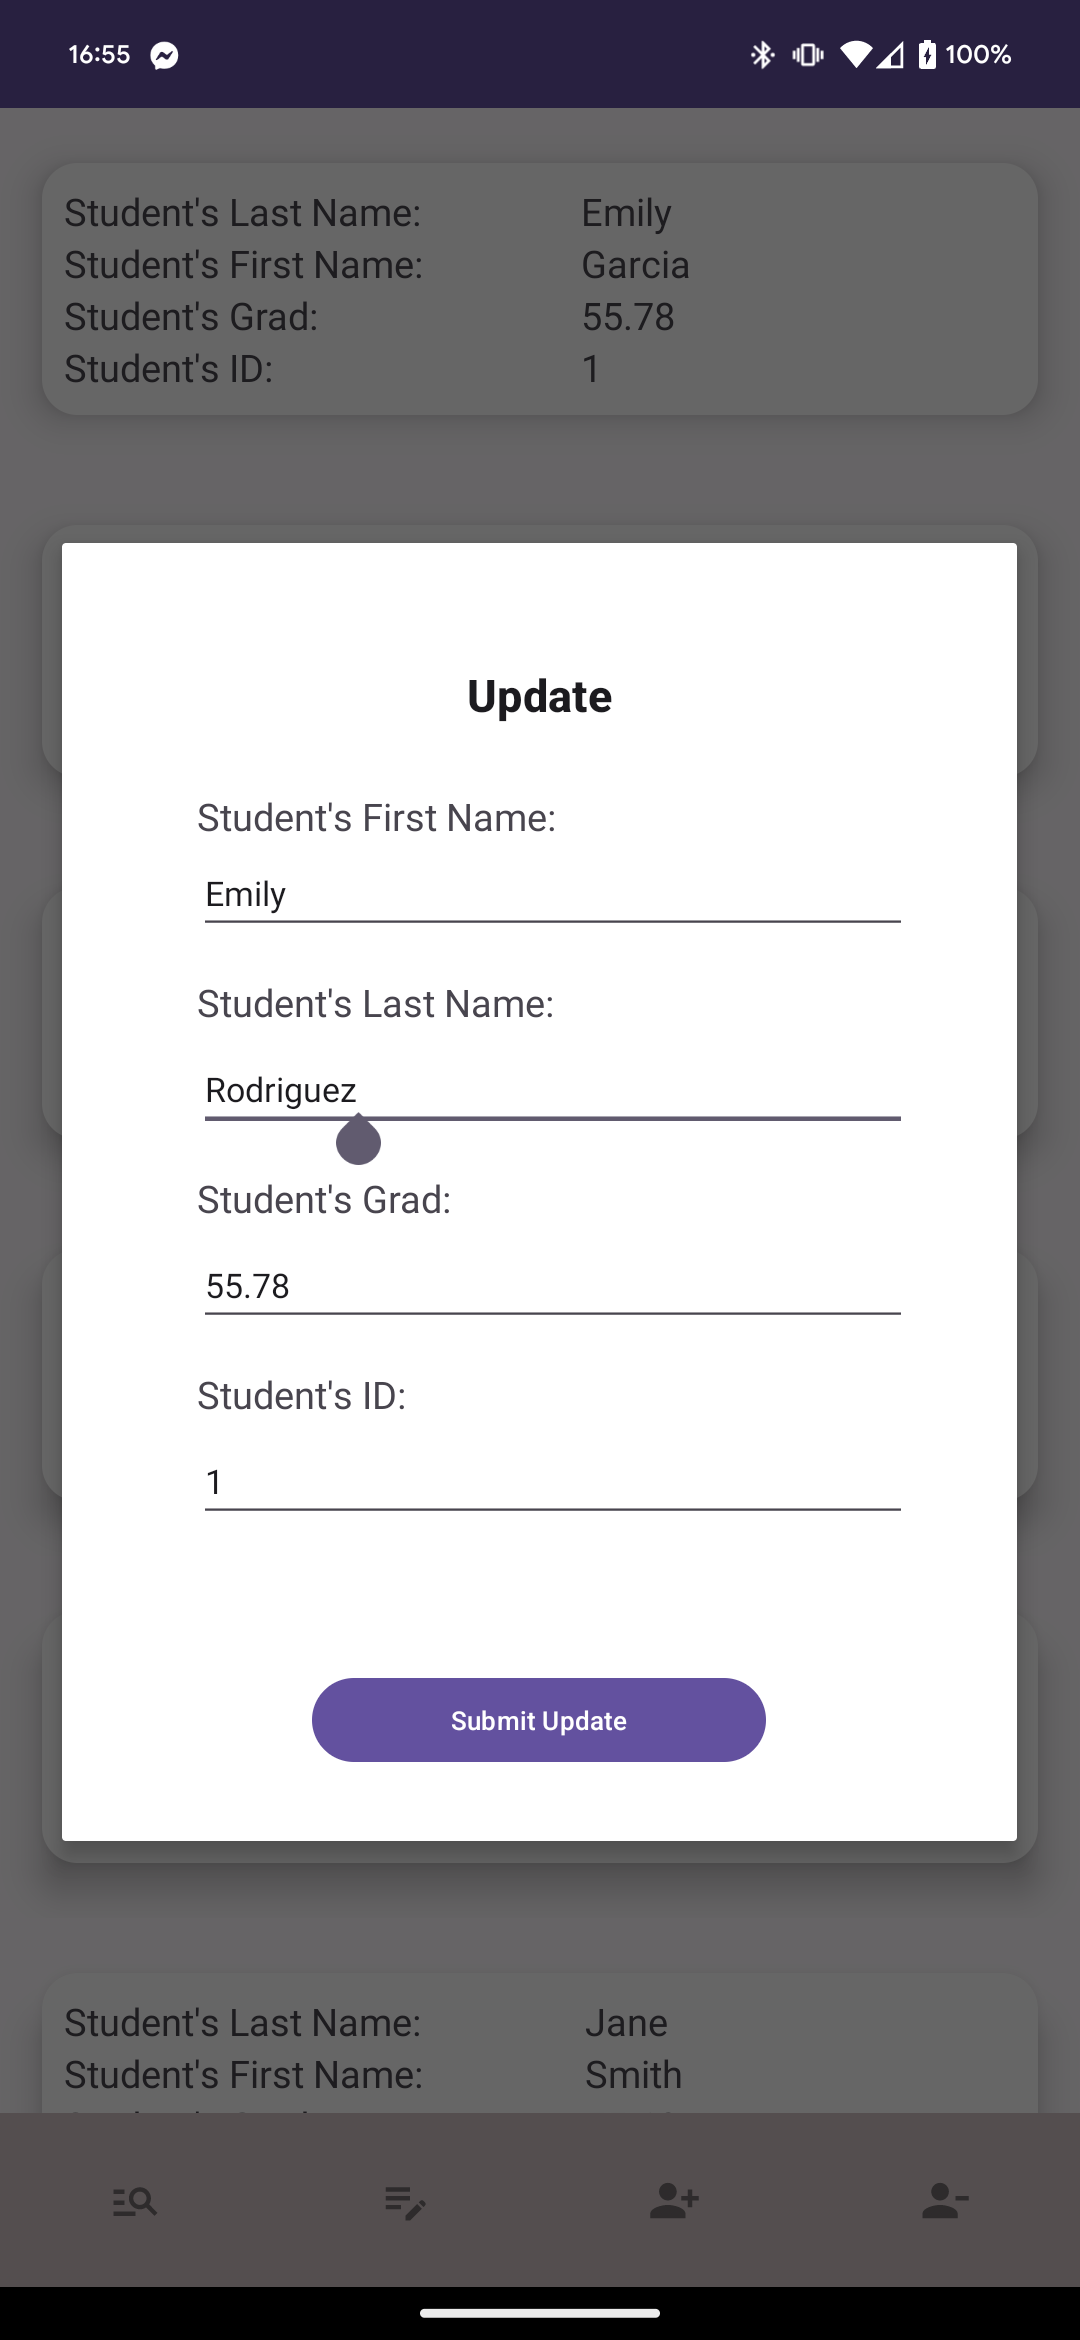 16:55 100%
Student's Last Name: Emily
Student's First Name: Garcia
Student's Grad: 55.78
Student's ID: 1
Update
Student's First Name:
Emily
Student's Last Name:
Rodriguez
Student's Grad:
55.78
Student's ID:
1
Submit Update
Student's Last Name: Jane
Student's First Name: Smith